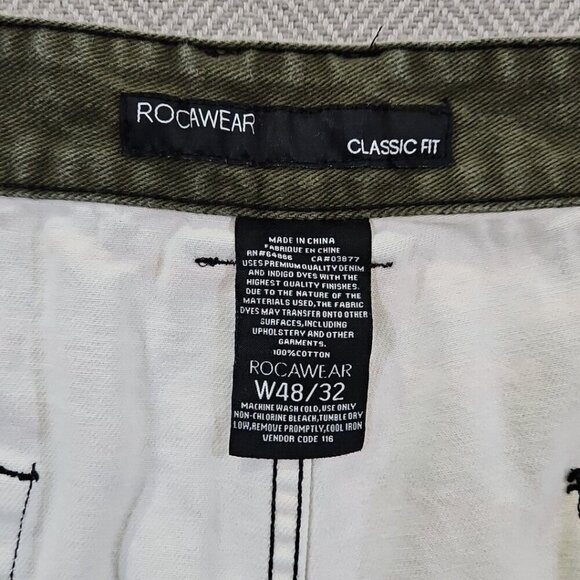 ROCAWEAR
CLASSIC FIT
MADE IN CHINA
FABRIQUE EN CHINE
RN#64866 CA#03877
USES PREMIUM QUALITY DENIM
AND INDIGO DYES WITH THE
HIGHEST QUALITY FINISHES.
DUE TO THE NATURE OF THE
MATERIALS USED,THE FABRIC
DYES MAY TRANSFER ONTO OTHER
SURFACES,INCLUDING
UPHOLSTERY AND OTHER
GARMENTS.
100%COTTON
ROCAWEAR
W48/32
MACHINE WASH COLD,USE ONLY
NON-CHLORINE BLEACH,TUMBLE DRY
LOW,REMOVE PROMPTLY,COOL IRON
VENDOR CODE 116